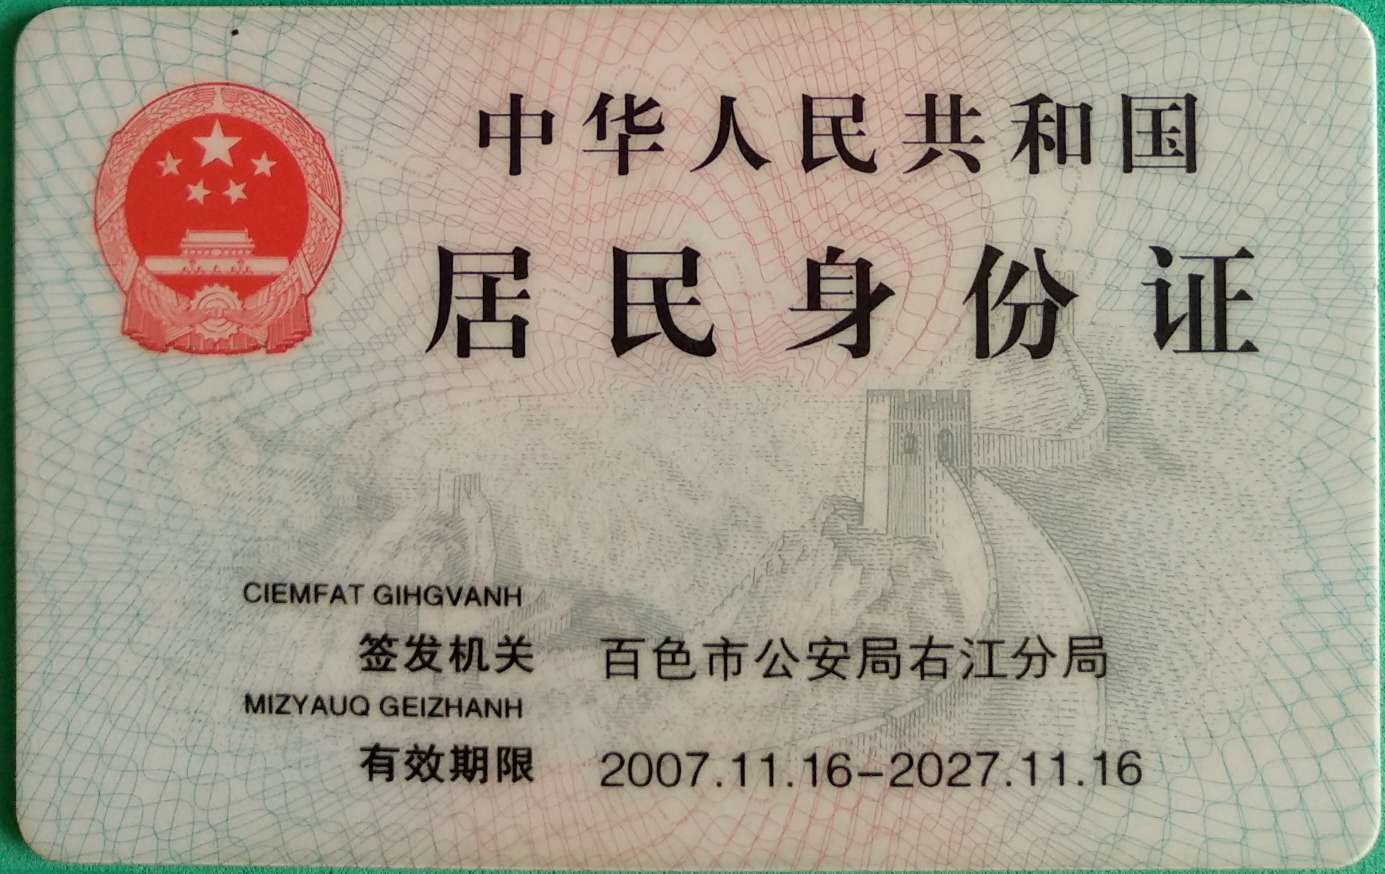 中华人民共和国
居民身份证
CIEMFAT GIHGVANH
签发机关 百色市公安局右江分局
MIZYAUQ GEIZHANH
有效期限 2007.11.16-2027.11.16